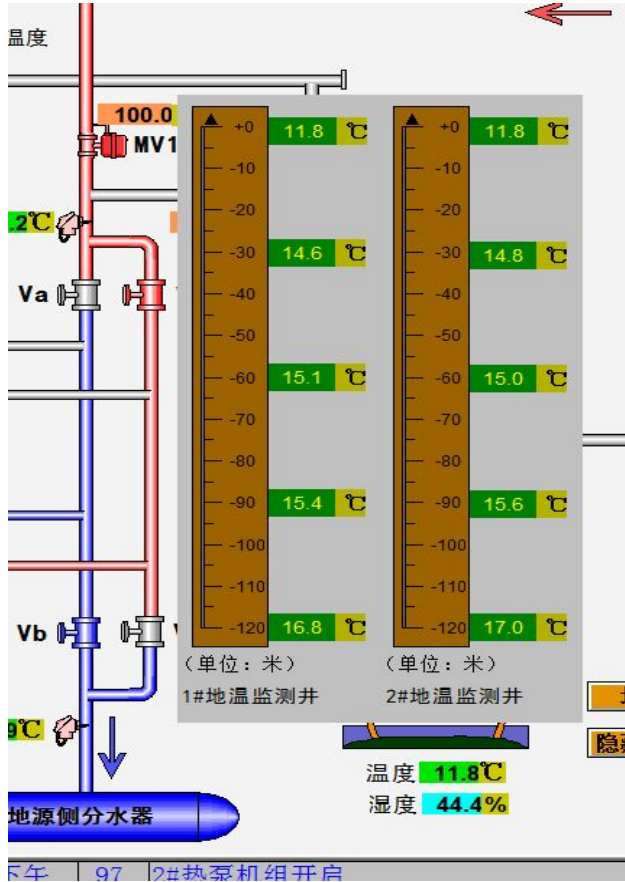 温度
100.0
MV1
.2℃
Va
Vb
9℃
+0 11.8 ℃
-10
-20
-30 14.6 ℃
-40
-50
-60 15.1 ℃
-70
-80
-90 15.4 ℃
-100
-110
-120 16.8 ℃
(单位：米)
1#地温监测井
+0 11.8 ℃
-10
-20
-30 14.8 ℃
-40
-50
-60 15.0 ℃
-70
-80
-90 15.6 ℃
-100
-110
-120 17.0 ℃
(单位：米)
2#地温监测井
温度 11.8℃
湿度 44.4%
地源侧分水器
下午 97 2#热泵机组开启